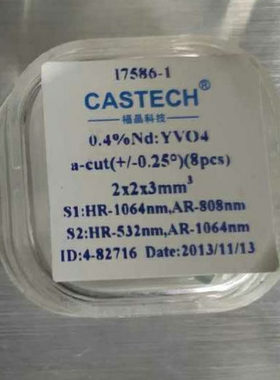 17586-1
CASTECH®
福晶科技
0.4%Nd:YVO4
a-cut(+/-0.25°)(8pcs)
2x2x3mm³
S1:HR-1064nm,AR-808nm
S2:HR-532nm,AR-1064nm
ID:4-82716 Date:2013/11/13